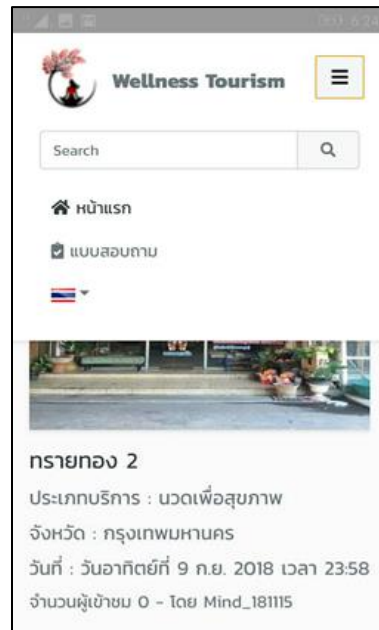 6:24
Wellness Tourism
Search
หน้าแรก
แบบสอบถาม
ทรายทอง 2
ประเภทบริการ : นวดเพื่อสุขภาพ
จังหวัด : กรุงเทพมหานคร
วันที่ : วันอาทิตย์ที่ 9 ก.ย. 2018 เวลา 23:58
จำนวนผู้เข้าชม 0 - โดย Mind_181115